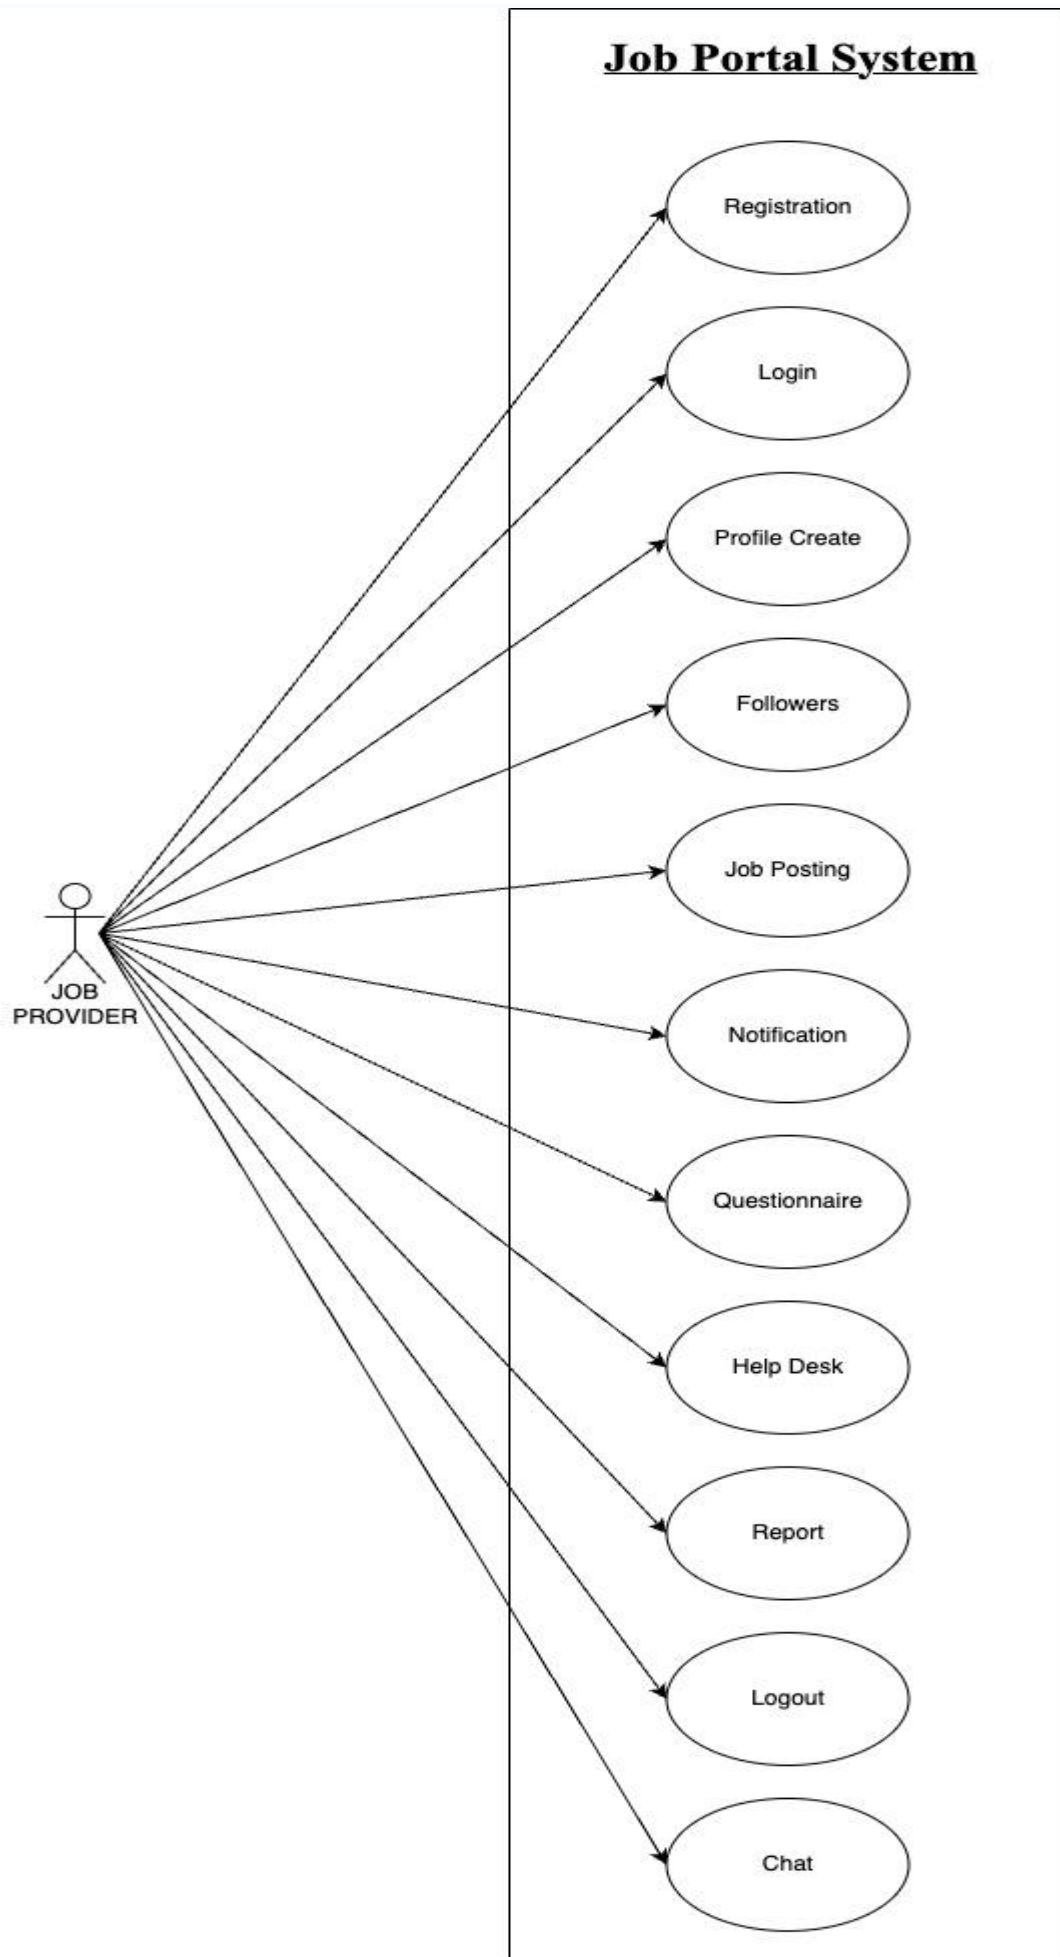 Job Portal System
Registration
Login
Profile Create
Followers
Job Posting
JOB
PROVIDER
Notification
Questionnaire
Help Desk
Report
Logout
Chat